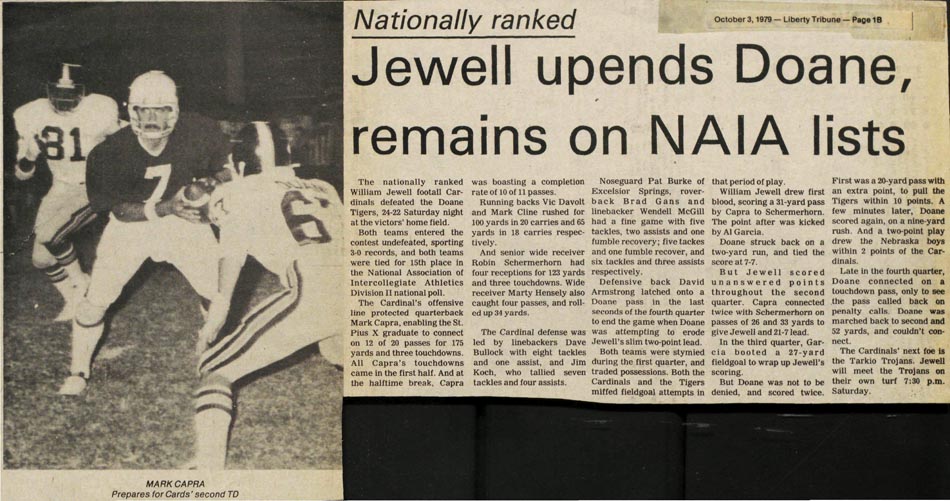 Nationally ranked
October 3, 1979 — Liberty Tribune — Page 1B
Jewell upends Doane,
remains on NAIA lists
The nationally ranked
William Jewell footall Car-
dinals defeated the Doane
Tigers, 24-22 Saturday night
at the victors' home field.
Both teams entered the
contest undefeated, sporting
3-0 records, and both teams
were tied for 15th place in
the National Association of
Intercollegiate Athletics
Division II national poll.
The Cardinal's offensive
line protected quarterback
Mark Capra, enabling the St.
Pius X graduate to connect
on 12 of 20 passes for 175
yards and three touchdowns.
All Capra's touchdowns
came in the first half. And at
the halftime break, Capra
was boasting a completion
rate of 10 of 11 passes.
Running backs Vic Davolt
and Mark Cline rushed for
100 yards in 20 carries and 65
yards in 18 carries respec-
tively.
And senior wide receiver
Robin Schermerhorn had
four receptions for 123 yards
and three touchdowns. Wide
receiver Marty Hensely also
caught four passes, and roll-
ed up 34 yards.
The Cardinal defense was
led by linebackers Dave
Bullock with eight tackles
and one assist, and Jim
Koch, who tallied seven
tackles and four assists.
Noseguard Pat Burke of
Excelsior Springs, rover-
back Brad Gans and
linebacker Wendell McGill
had a fine game with five
tackles, two assists and one
fumble recovery; five tackes
and one fumble recover, and
six tackles and three assists
respectively.
Defensive back David
Armstrong latched onto a
Doane pass in the last
seconds of the fourth quarter
to end the game when Doane
was attempting to erode
Jewell's slim two-point lead.
Both teams were stymied
during the first quarter, and
traded possessions. Both the
Cardinals and the Tigers
miffed fieldgoal attempts in
that period of play.
William Jewell drew first
blood, scoring a 31-yard pass
by Capra to Schermerhorn.
The point after was kicked
by Al Garcia.
Doane struck back on a
two-yard run, and tied the
score at 7-7.
But Jewell scored
unanswered points
throughout the second
quarter. Capra connected
twice with Schermerhorn on
passes of 26 and 33 yards to
give Jewell and 21-7 lead.
In the third quarter, Gar-
cia booted a 27-yard
fieldgoal to wrap up Jewell's
scoring.
But Doane was not to be
denied, and scored twice.
First was a 20-yard pass with
an extra point, to pull the
Tigers within 10 points. A
few minutes later, Doane
scored again, on a nine-yard
rush. And a two-point play
drew the Nebraska boys
within 2 points of the Car-
dinals.
Late in the fourth quarter,
Doane connected on a
touchdown pass, only to see
the pass called back on
penalty calls. Doane was
marched back to second and
52 yards, and couldn't con-
nect.
The Cardinals' next foe is
the Tarkio Trojans. Jewell
will meet the Trojans on
their own turf 7:30 p.m.
Saturday.
81
7
6
MARK CAPRA
Prepares for Cards' second TD